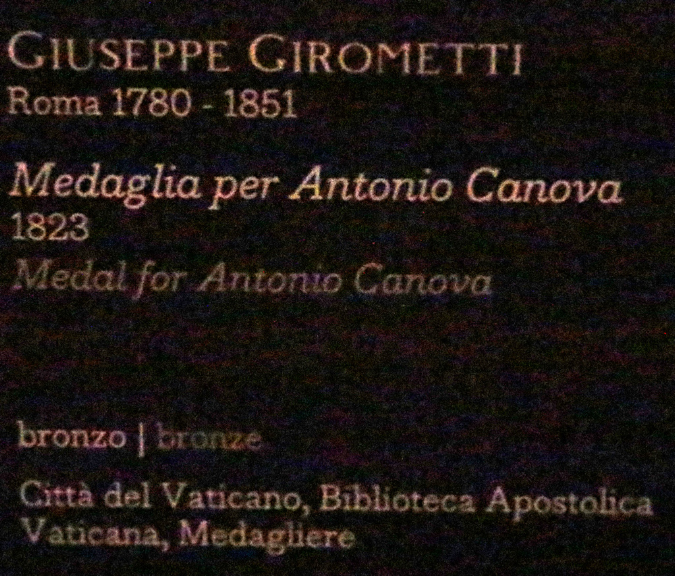 GIUSEPPE GIROMETTI
Roma 1780 - 1851
Medaglia per Antonio Canova
1823
Medal for Antonio Canova
bronzo | bronze
Città del Vaticano, Biblioteca Apostolica
Vaticana, Medagliere